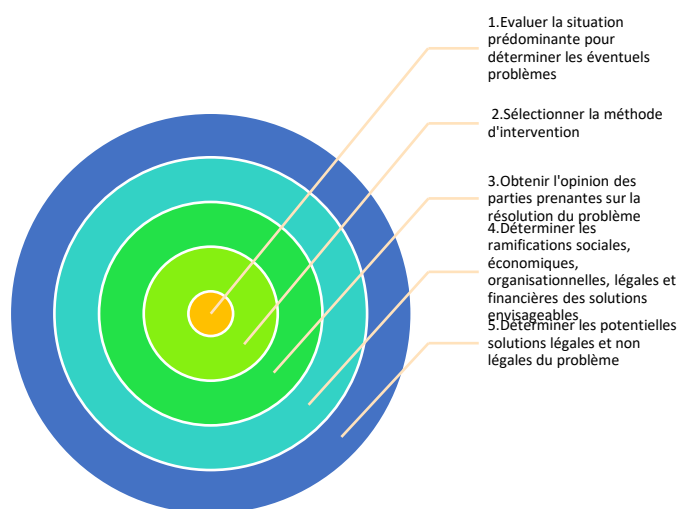 1.Evaluer la situation
prédominante pour
déterminer les éventuels
problèmes
2.Sélectionner la méthode
d'intervention
3.Obtenir l'opinion des
parties prenantes sur la
résolution du problème
4.Déterminer les
ramifications sociales,
économiques,
organisationnelles, légales et
financières des solutions
envisageables
5.Déterminer les potentielles
solutions légales et non
légales du problème